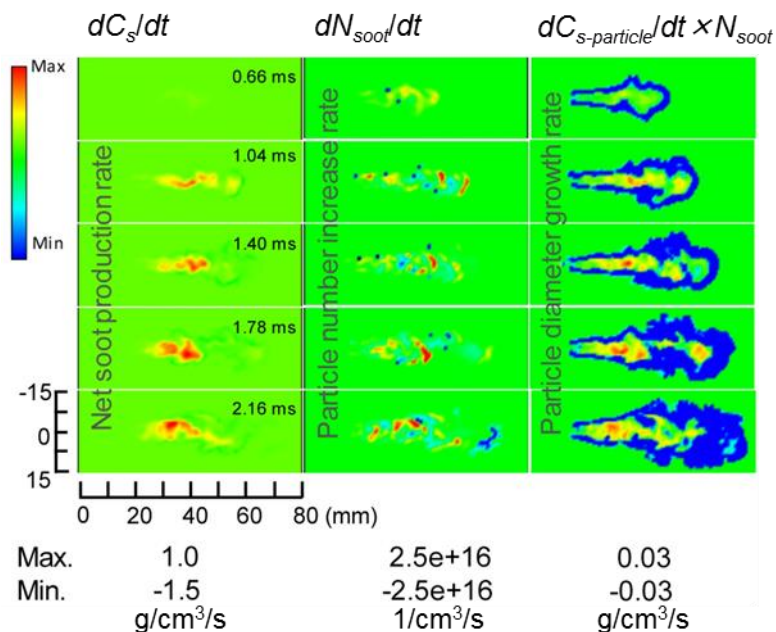 dCs/dt dNsoot/dt dCs-particle/dt × Nsoot
Max
Min
Net soot production rate
Particle number increase rate
Particle diameter growth rate
0.66 ms
1.04 ms
1.40 ms
1.78 ms
2.16 ms
-15
0
15
0 20 40 60 80 (mm)
Max. 1.0 2.5e+16 0.03
Min. -1.5 -2.5e+16 -0.03
g/cm³/s 1/cm³/s g/cm³/s